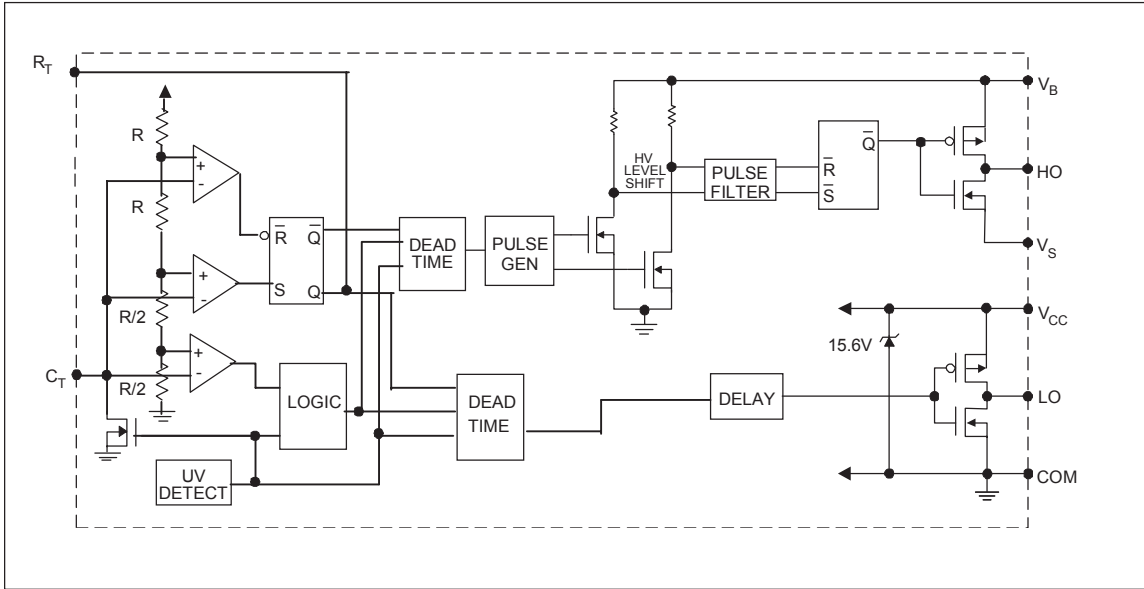 R_T
V_B
R
+
-
HV
LEVEL
SHIFT
PULSE
FILTER
R̅
S̅
Q̅
HO
R
R̅
Q̅
S
Q
DEAD
TIME
PULSE
GEN
V_S
+
-
R/2
V_CC
15.6V
+
-
C_T
R/2
LOGIC
DEAD
TIME
DELAY
LO
UV
DETECT
COM